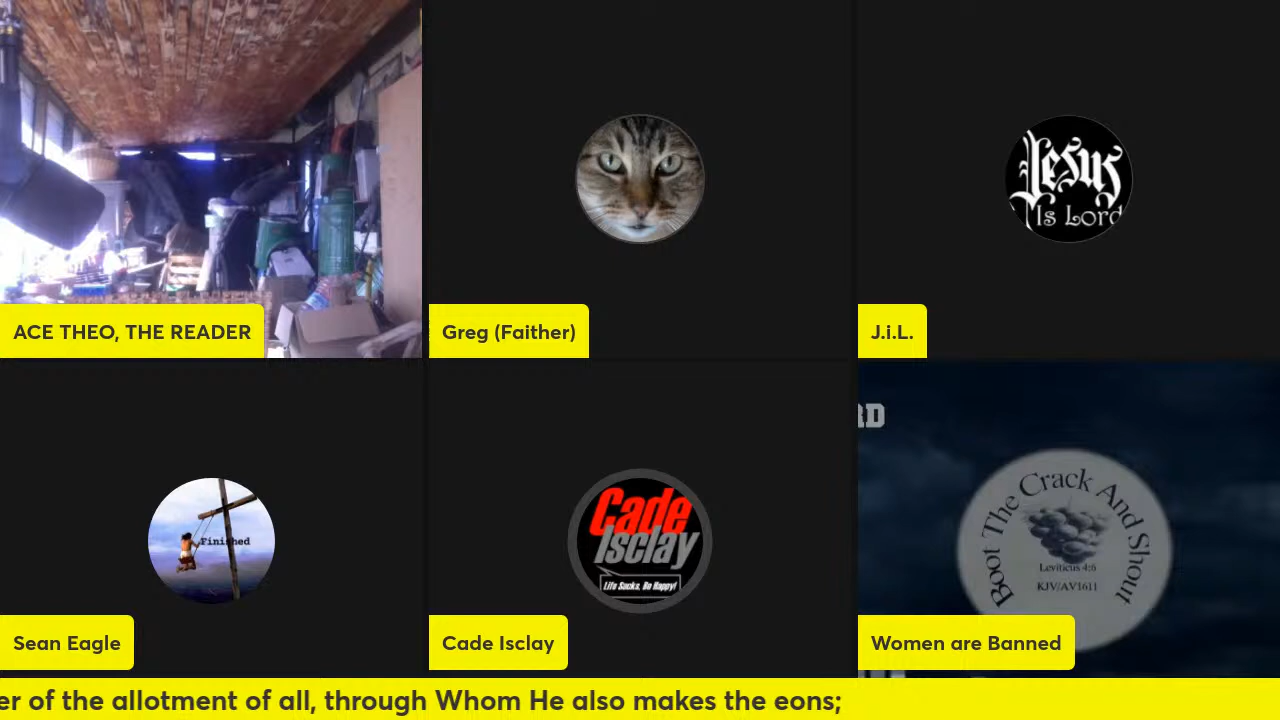 ACE THEO, THE READER
Greg (Faither)
Jesus
Is Lord
J.i.L.
Finished
Sean Eagle
Cade
Isclay
Life Sucks, Be Happy!
Cade Isclay
RD
Boot The Crack And Shout
Leviticus 4:6
KJV/AV1611
Women are Banned
er of the allotment of all, through Whom He also makes the eons;